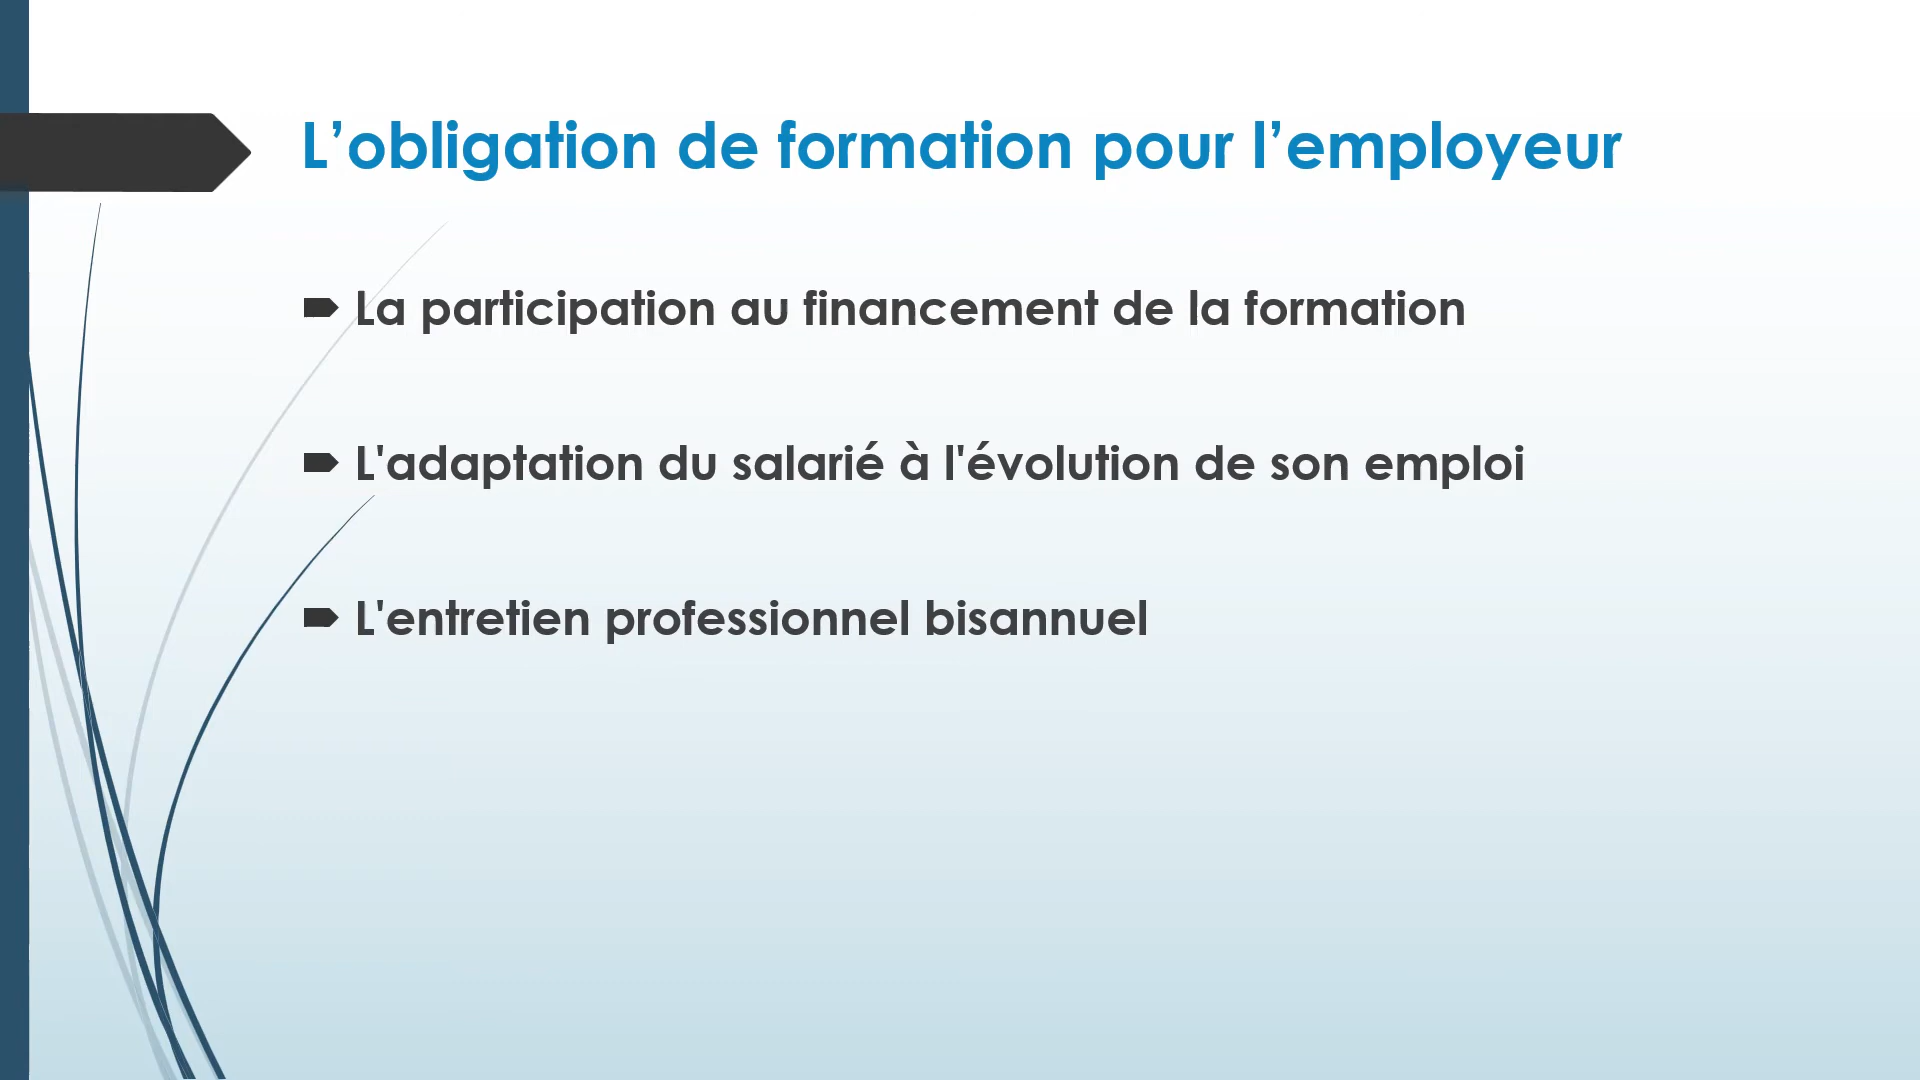 L’obligation de formation pour l’employeur
La participation au financement de la formation
L'adaptation du salarié à l'évolution de son emploi
L'entretien professionnel bisannuel